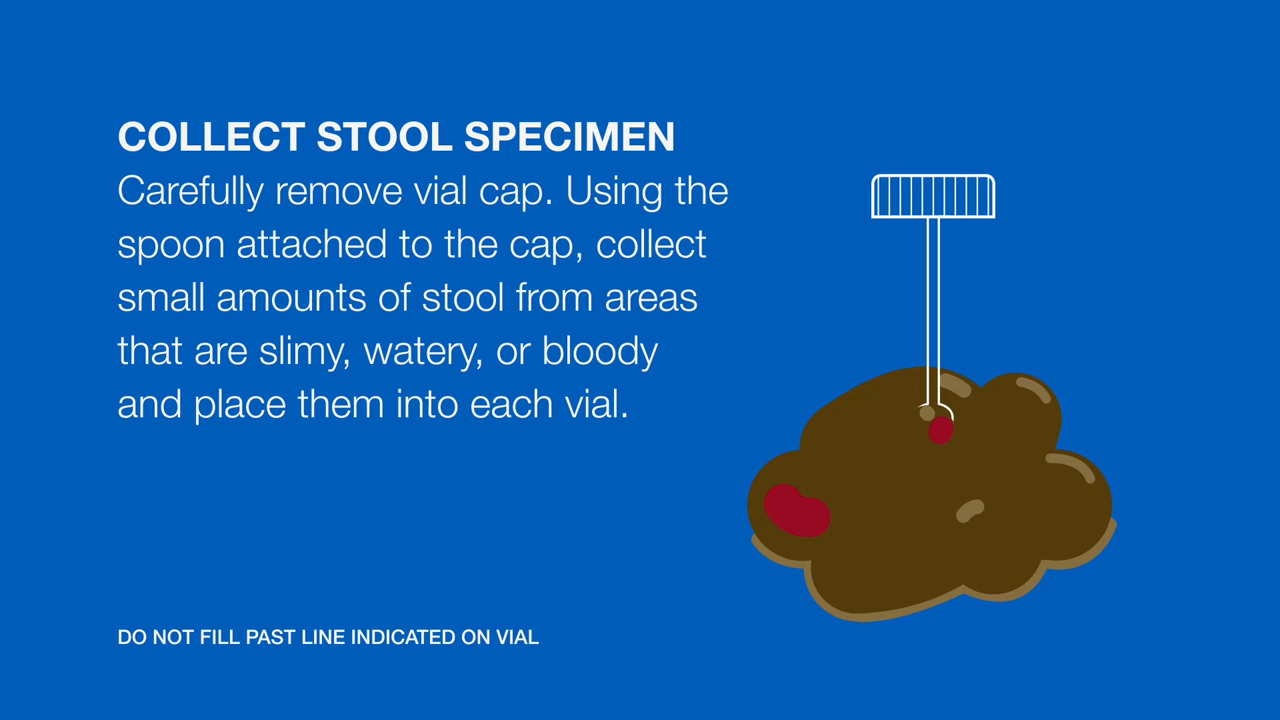 COLLECT STOOL SPECIMEN
Carefully remove vial cap. Using the
spoon attached to the cap, collect
small amounts of stool from areas
that are slimy, watery, or bloody
and place them into each vial.
DO NOT FILL PAST LINE INDICATED ON VIAL